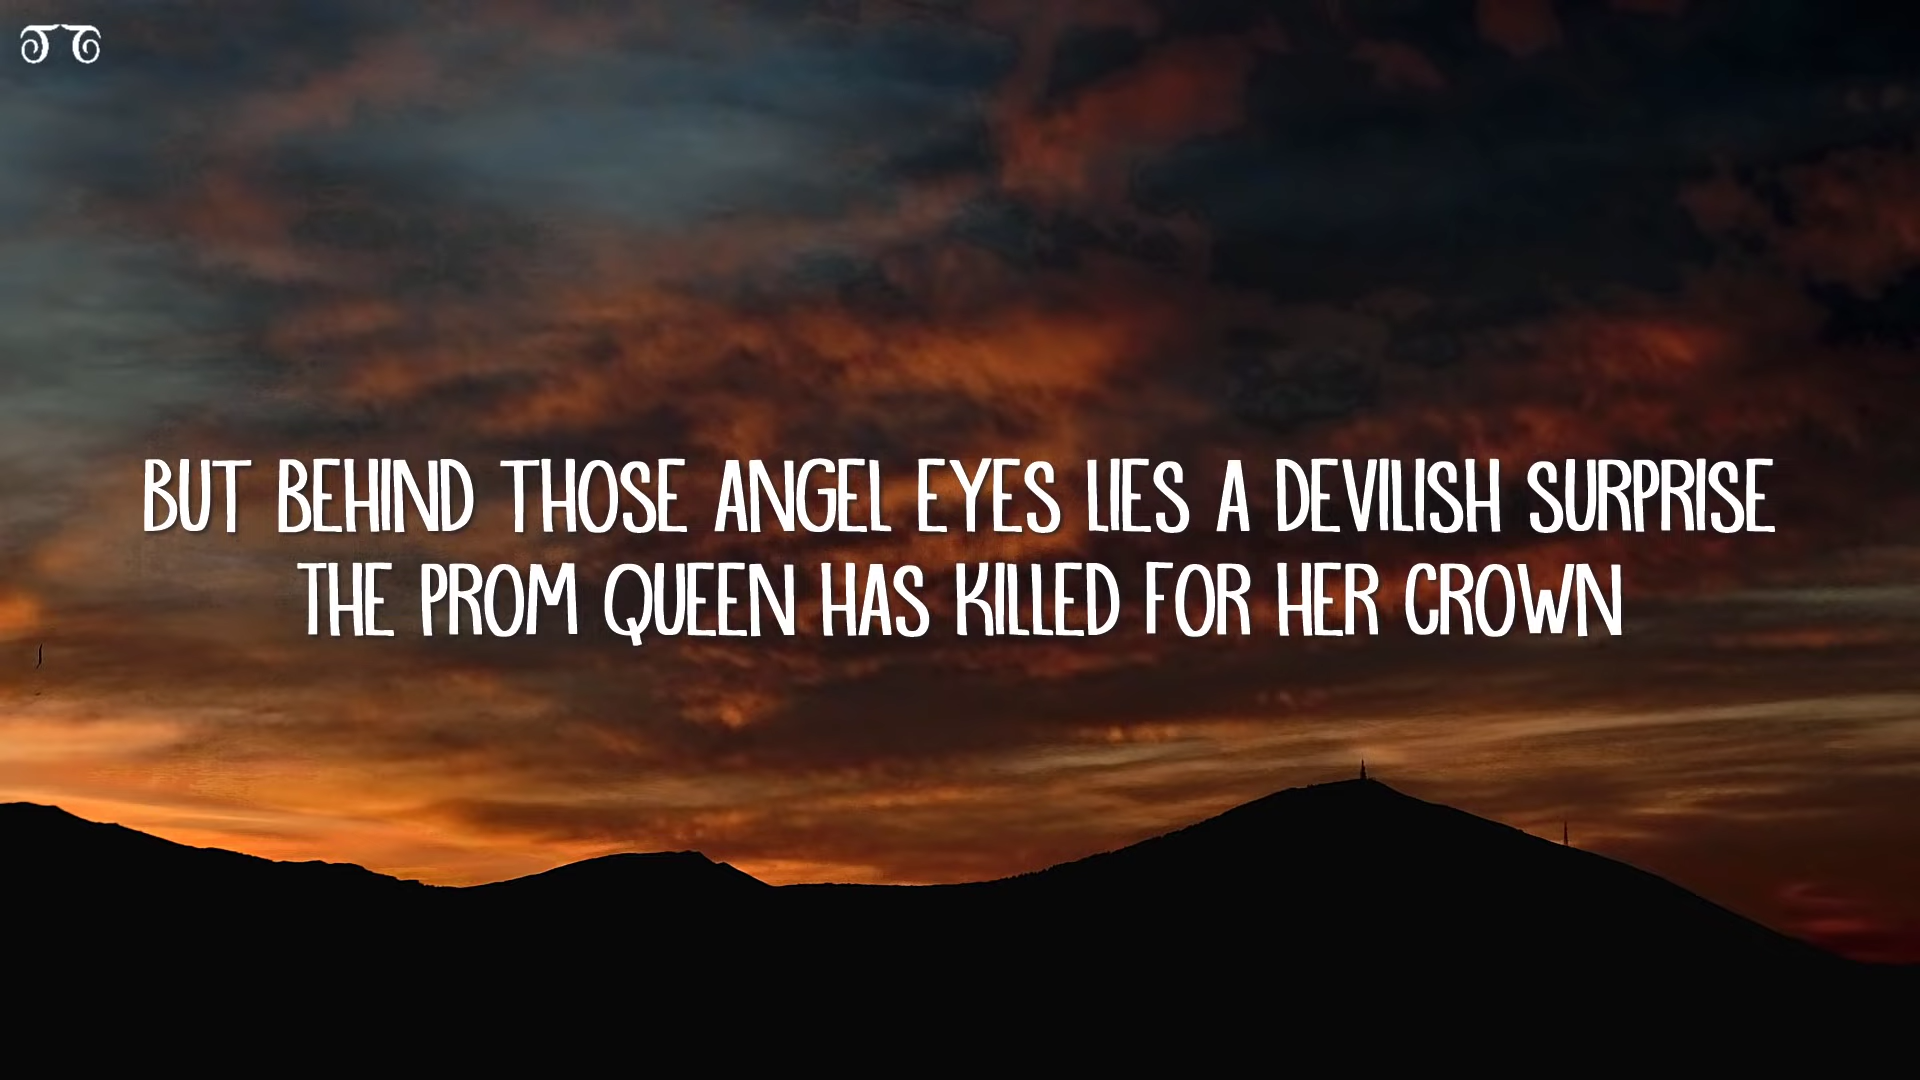 BUT BEHIND THOSE ANGEL EYES LIES A DEVILISH SURPRISE
THE PROM QUEEN HAS KILLED FOR HER CROWN